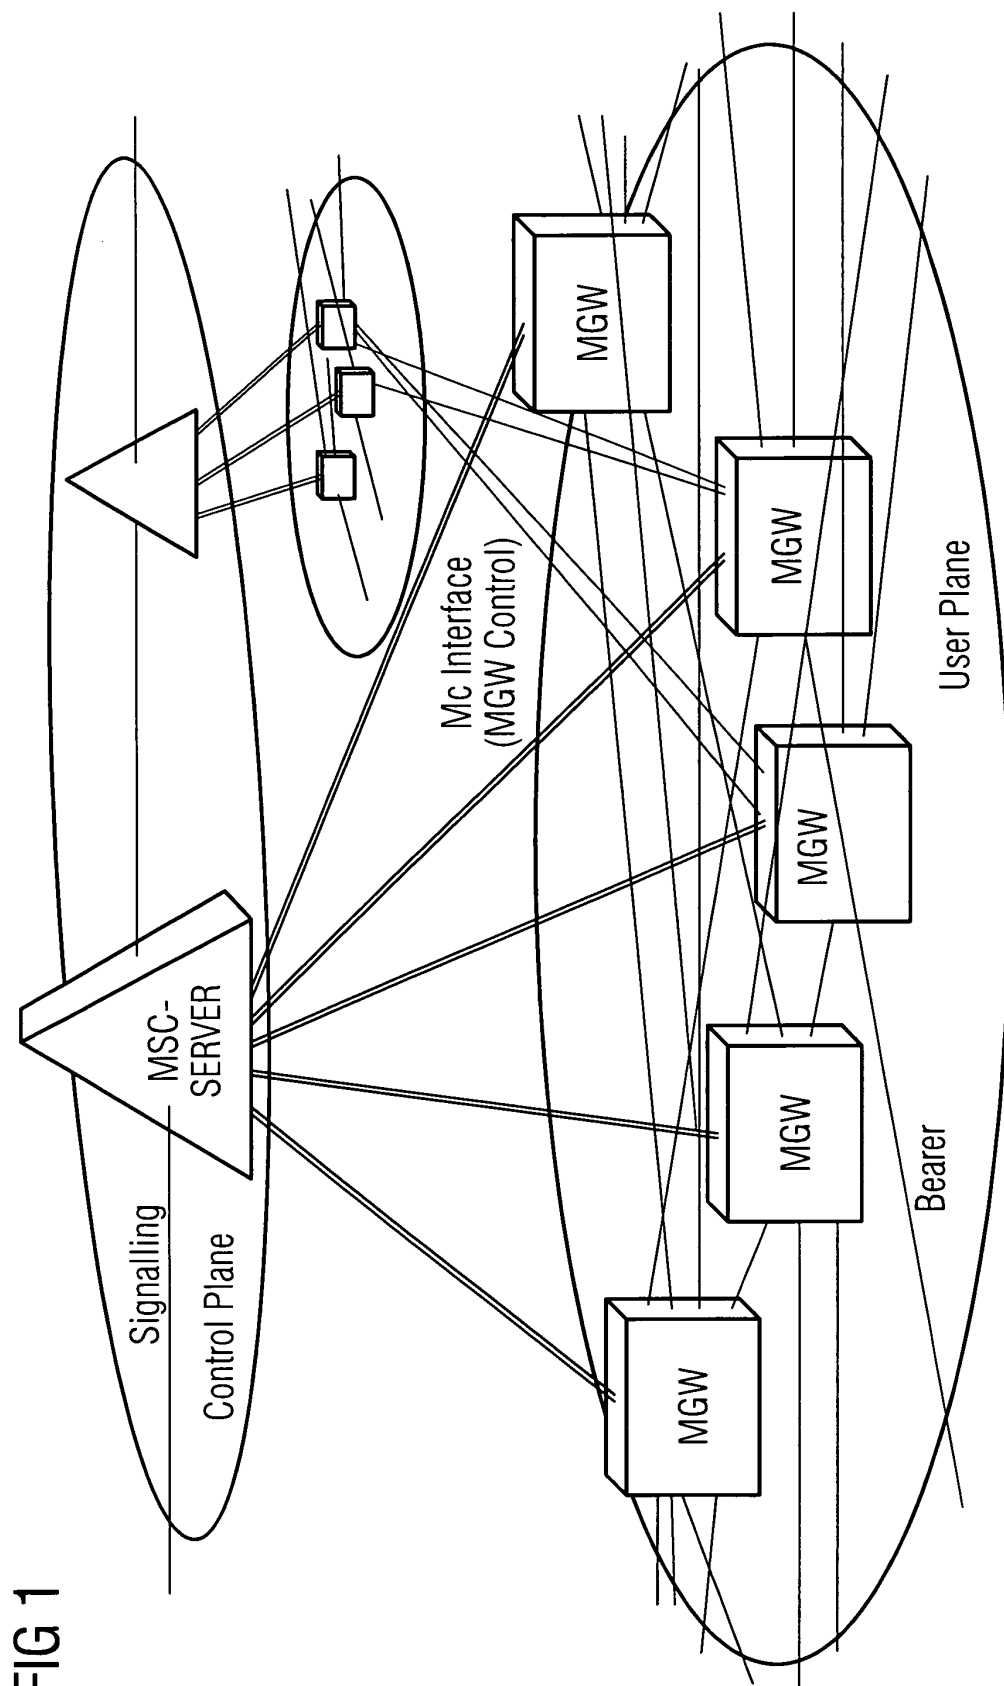 FIG 1
Signalling
Control Plane
MSC-
SERVER
Mc Interface
(MGW Control)
MGW
MGW
MGW
MGW
MGW
Bearer
User Plane